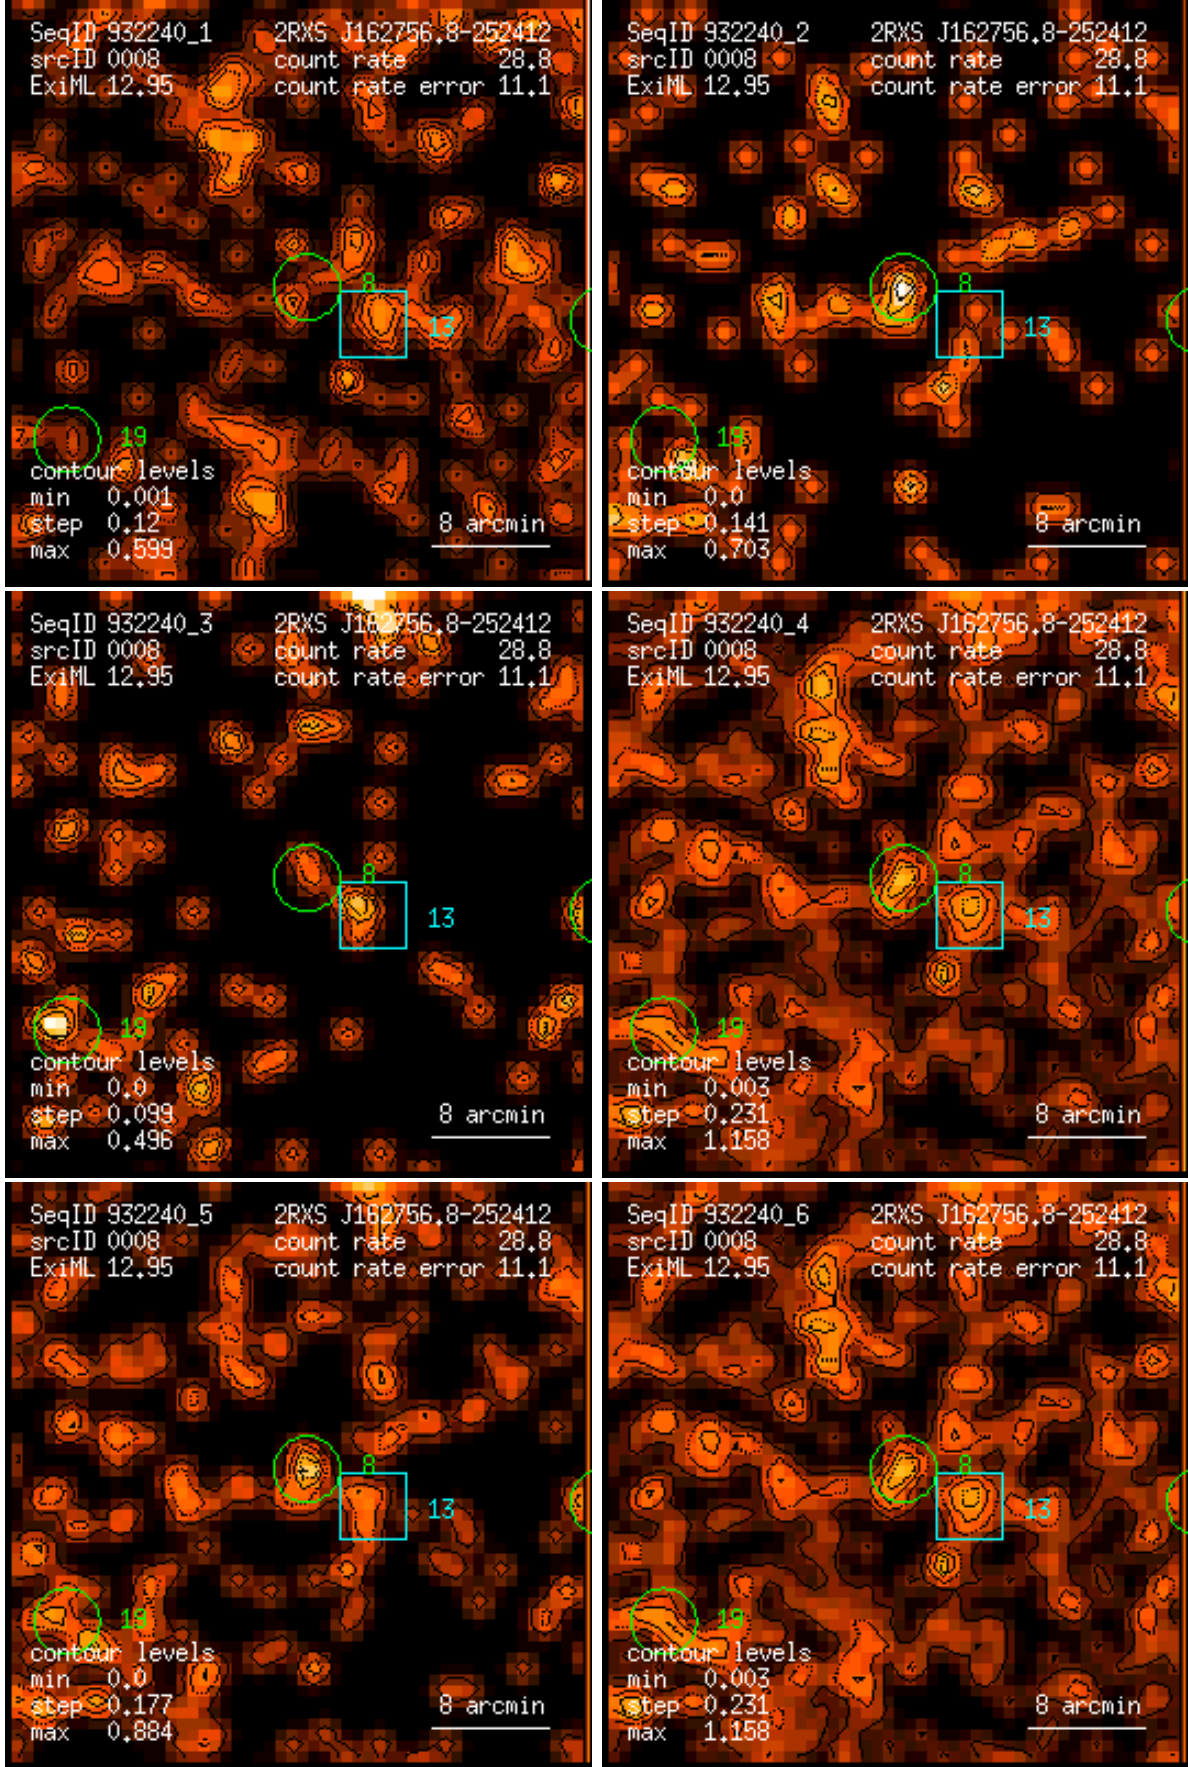 SeqID 932240_1 2RXS J162756.8-252412
srcID 0008 count rate 28.8
ExiML 12.95 count rate error 11.1
8
13
19
contour levels
min 0.001
step 0.12
max 0.599
8 arcmin
SeqID 932240_2 2RXS J162756.8-252412
srcID 0008 count rate 28.8
ExiML 12.95 count rate error 11.1
8
13
19
contour levels
min 0.0
step 0.141
max 0.703
8 arcmin
SeqID 932240_3 2RXS J162756.8-252412
srcID 0008 count rate 28.8
ExiML 12.95 count rate error 11.1
8
13
19
contour levels
min 0.0
step 0.099
max 0.496
8 arcmin
SeqID 932240_4 2RXS J162756.8-252412
srcID 0008 count rate 28.8
ExiML 12.95 count rate error 11.1
8
13
19
contour levels
min 0.003
step 0.231
max 1.158
8 arcmin
SeqID 932240_5 2RXS J162756.8-252412
srcID 0008 count rate 28.8
ExiML 12.95 count rate error 11.1
8
13
19
contour levels
min 0.0
step 0.177
max 0.884
8 arcmin
SeqID 932240_6 2RXS J162756.8-252412
srcID 0008 count rate 28.8
ExiML 12.95 count rate error 11.1
8
13
19
contour levels
min 0.003
step 0.231
max 1.158
8 arcmin